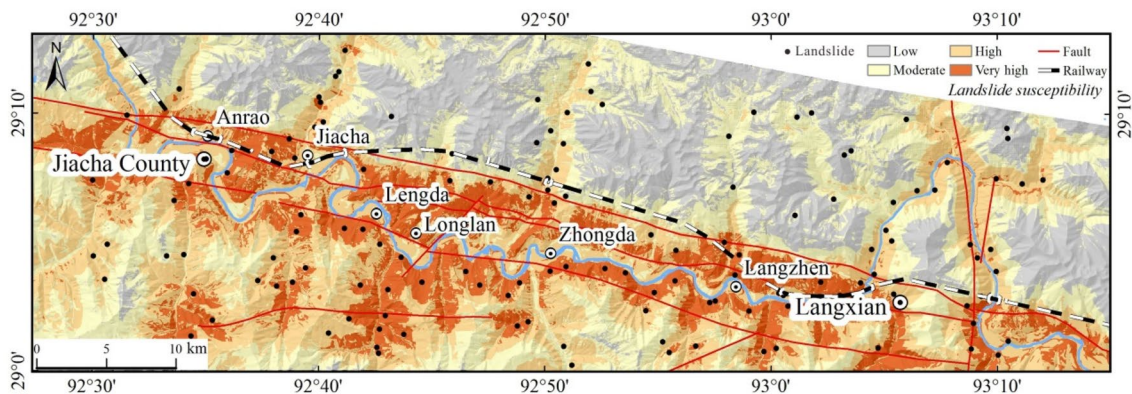 92°30' 92°40' 92°50' 93°0' 93°10'
N
Landslide Low High Fault
Moderate Very high Railway
Landslide susceptibility
29°10' 29°10'
Anrao
Jiacha
Jiacha County
Lengda
Longlan
Zhongda
Langzhen
Langxian
0 5 10 km
29°0' 29°0'
92°30' 92°40' 92°50' 93°0' 93°10'